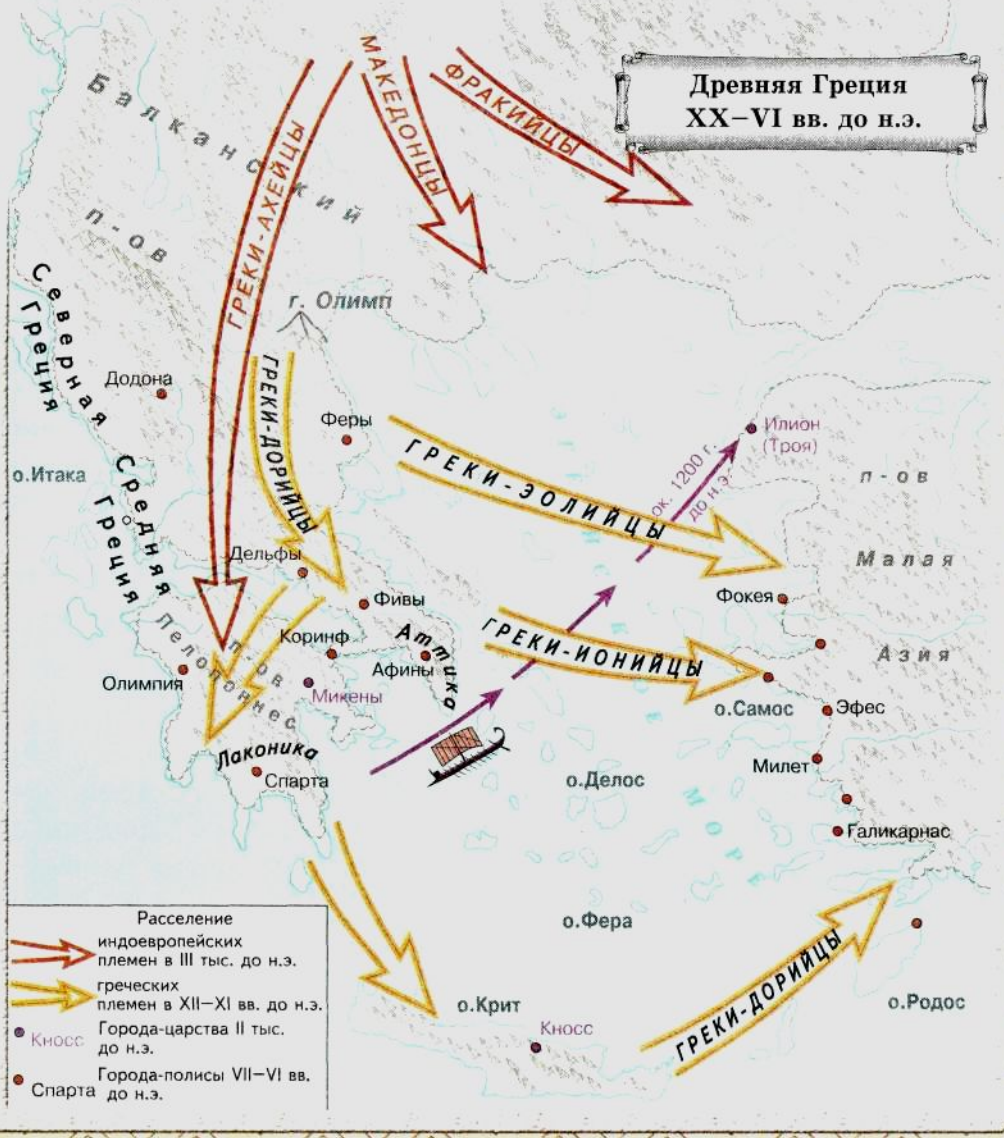 Древняя Греция
XX–VI вв. до н.э.
МАКЕДОНЦЫ
ФРАКИЙЦЫ
ГРЕКИ-АХЕЙЦЫ
Балканский
п-ов
г. Олимп
Северная
Греция
Додона
ГРЕКИ-ДОРИЙЦЫ
Феры
Илион
(Троя)
ок. 1200 г.
до н.э.
о.Итака
Средняя
Греция
ГРЕКИ-ЭОЛИЙЦЫ
п-ов
Малая
Азия
Дельфы
Фивы
Фокея
Пелопоннес
п-ов
Коринф
Аттика
Афины
ГРЕКИ-ИОНИЙЦЫ
Олимпия
Микены
о.Самос
Эфес
Лаконика
Спарта
о.Делос
Милет
МОРЕ
Галикарнас
о.Фера
о.Крит
Кносс
ГРЕКИ-ДОРИЙЦЫ
о.Родос
Расселение
индоевропейских
племен в III тыс. до н.э.
греческих
племен в XII–XI вв. до н.э.
Кносс Города-царства II тыс.
до н.э.
Спарта Города-полисы VII–VI вв.
до н.э.